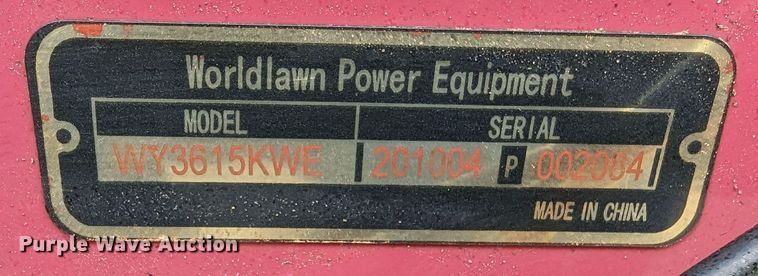 Worldlawn Power Equipment
MODEL SERIAL
WY3615KWE 201004 P 002084
MADE IN CHINA
Purple Wave Auction